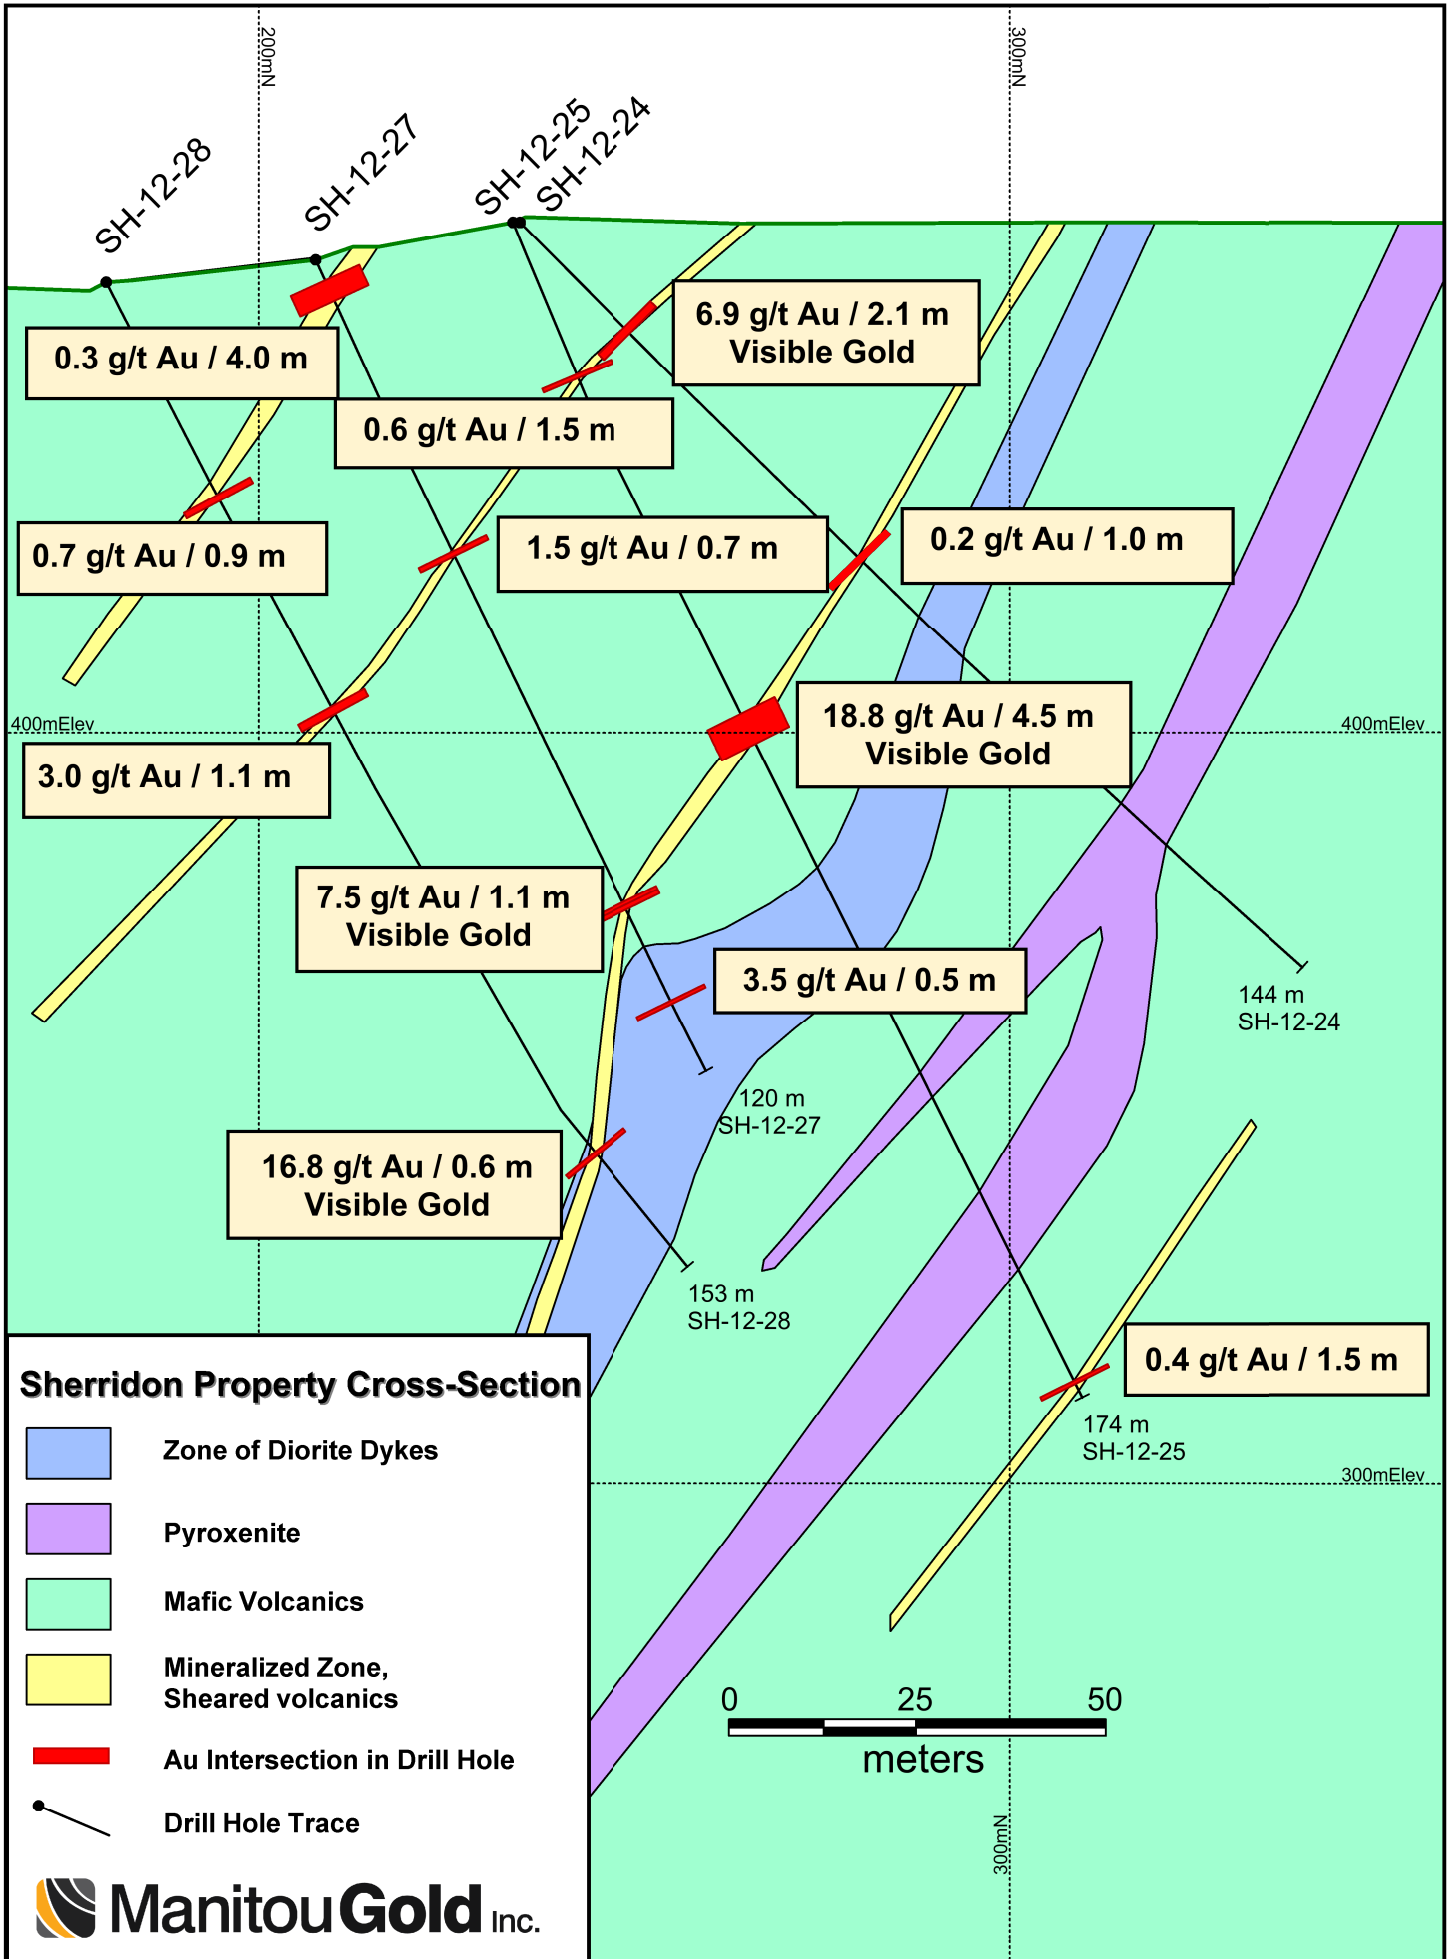 200mN
300mN
SH-12-28
SH-12-27
SH-12-25
SH-12-24
0.3 g/t Au / 4.0 m
6.9 g/t Au / 2.1 m
Visible Gold
0.6 g/t Au / 1.5 m
0.7 g/t Au / 0.9 m
1.5 g/t Au / 0.7 m
0.2 g/t Au / 1.0 m
400mElev
400mElev
18.8 g/t Au / 4.5 m
Visible Gold
3.0 g/t Au / 1.1 m
7.5 g/t Au / 1.1 m
Visible Gold
3.5 g/t Au / 0.5 m
144 m
SH-12-24
120 m
SH-12-27
16.8 g/t Au / 0.6 m
Visible Gold
153 m
SH-12-28
0.4 g/t Au / 1.5 m
174 m
SH-12-25
300mElev
Sherridon Property Cross-Section
Zone of Diorite Dykes
Pyroxenite
Mafic Volcanics
Mineralized Zone,
Sheared volcanics
Au Intersection in Drill Hole
Drill Hole Trace
0 25 50
meters
300mN
ManitouGold Inc.